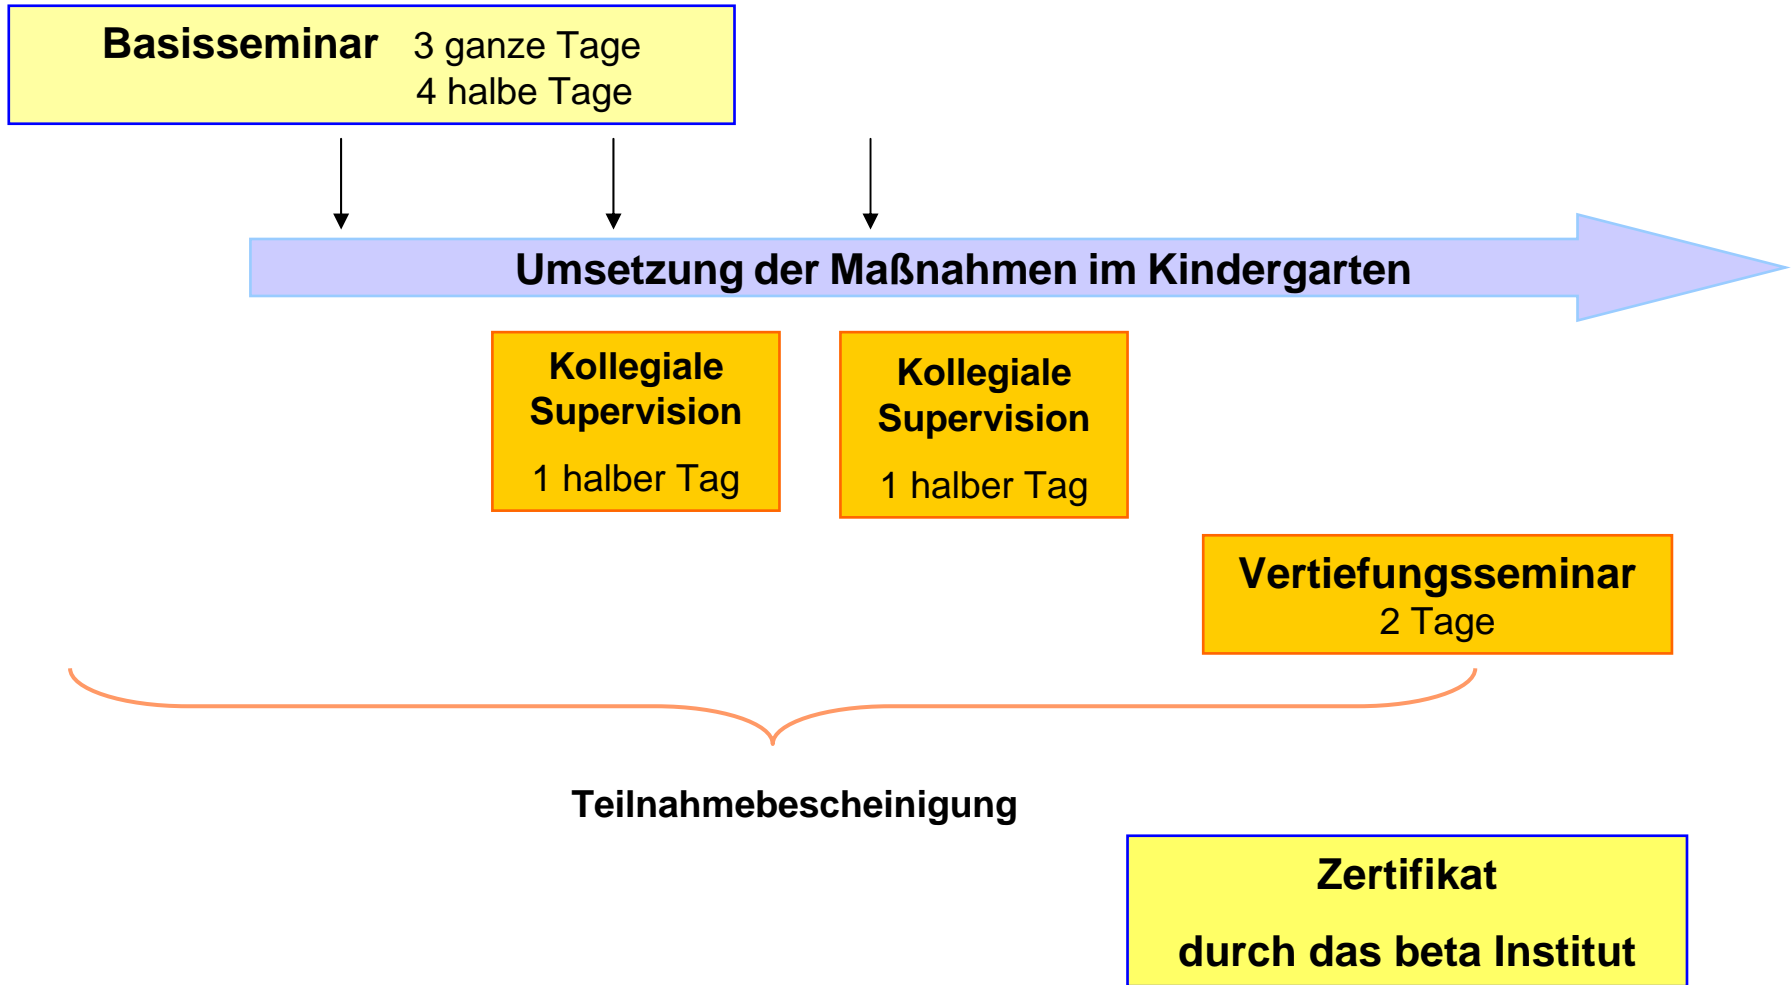 Basisseminar 3 ganze Tage
4 halbe Tage
Umsetzung der Maßnahmen im Kindergarten
Kollegiale
Supervision
1 halber Tag
Kollegiale
Supervision
1 halber Tag
Vertiefungsseminar
2 Tage
Teilnahmebescheinigung
Zertifikat
durch das beta Institut